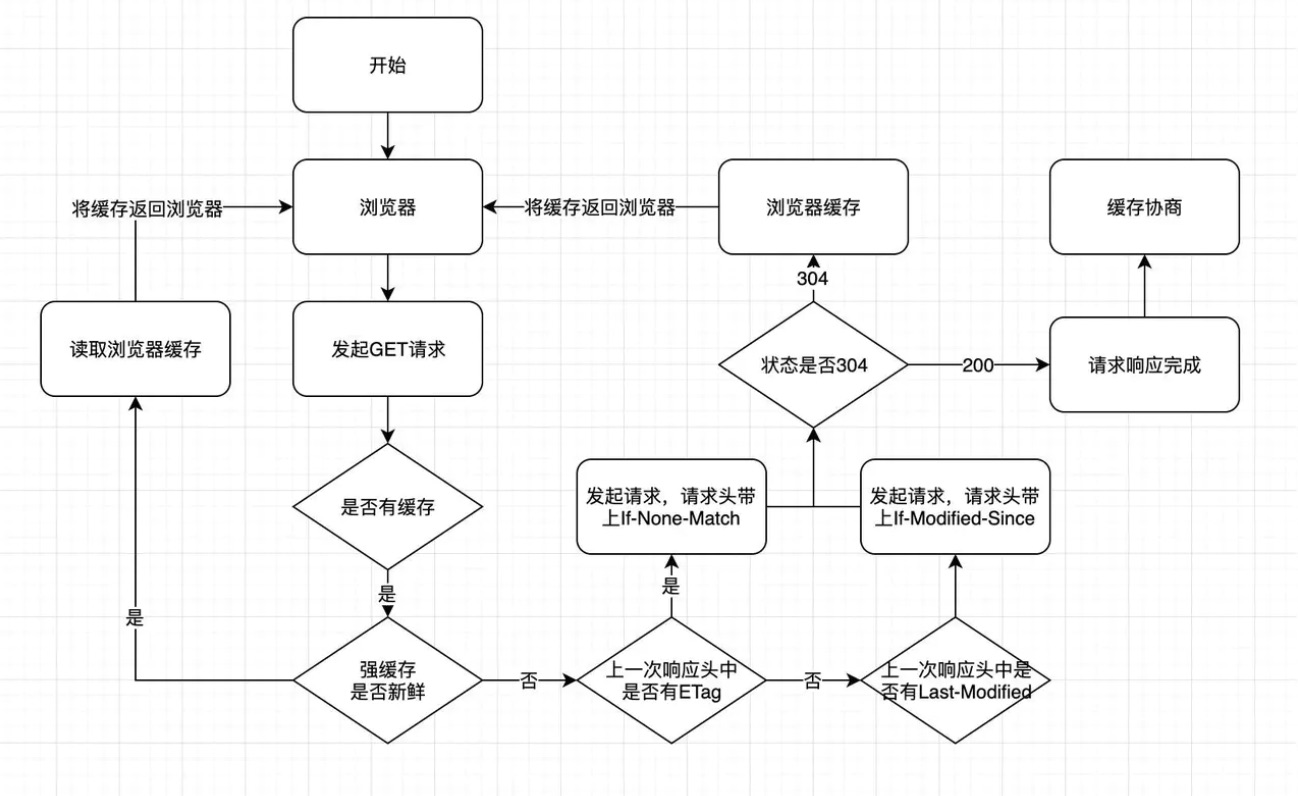 开始
将缓存返回浏览器
浏览器
将缓存返回浏览器
浏览器缓存
缓存协商
304
读取浏览器缓存
发起GET请求
状态是否304
200
请求响应完成
是否有缓存
发起请求，请求头带
上If-None-Match
发起请求，请求头带
上If-Modified-Since
是
是
是
强缓存
是否新鲜
否
上一次响应头中
是否有ETag
否
上一次响应头中是
否有Last-Modified